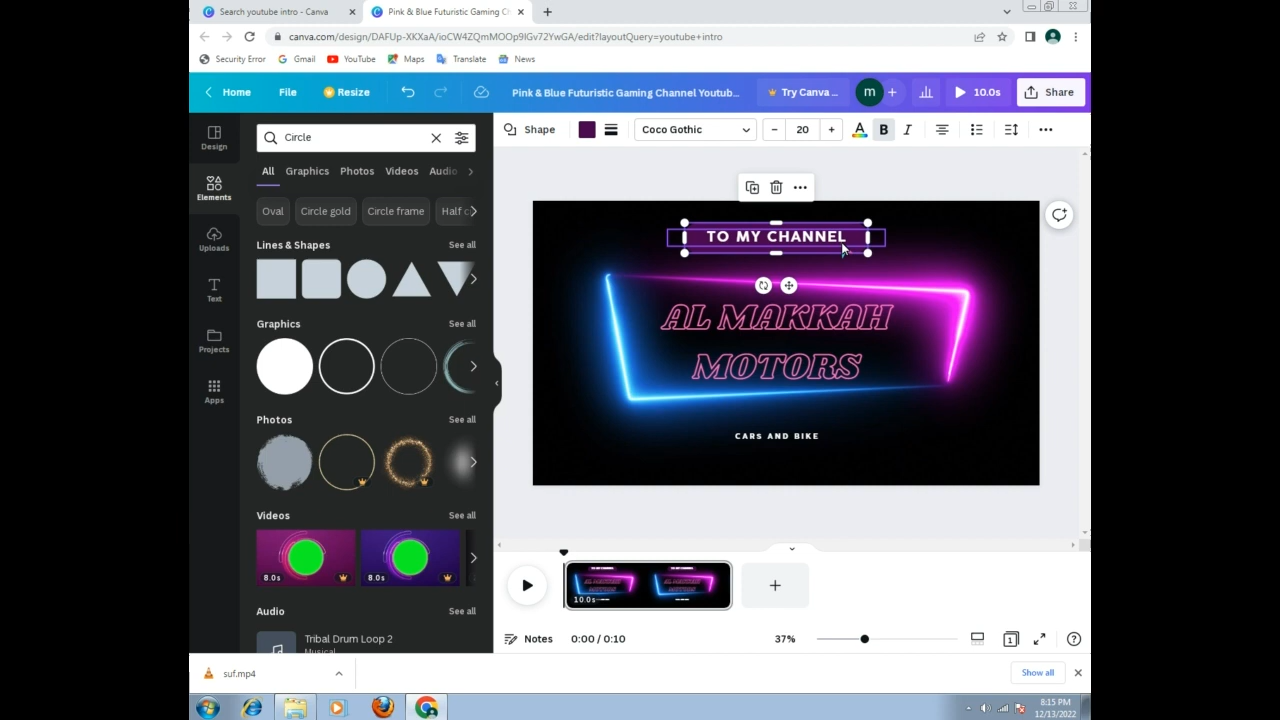 Search youtube intro - Canva
Pink & Blue Futuristic Gaming Ch
canva.com/design/DAFUp-XKXaA/ioCW4ZQmMOOp9IGv72YwGA/edit?layoutQuery=youtube+intro
Security Error
Gmail
YouTube
Maps
Translate
News
Home
File
Resize
Pink & Blue Futuristic Gaming Channel Youtub...
Try Canva ...
m
+
10.0s
Share
Design
Elements
Uploads
Text
Projects
Apps
Circle
All
Graphics
Photos
Videos
Audio
Oval
Circle gold
Circle frame
Half c
Lines & Shapes
See all
Graphics
See all
Photos
See all
Videos
See all
8.0s
8.0s
Audio
See all
Tribal Drum Loop 2
Musical
Shape
Coco Gothic
– 20 +
A
B
I
TO MY CHANNEL
AL MAKKAH
MOTORS
CARS AND BIKE
10.0s
+
Notes
0:00 / 0:10
37%
1
?
suf.mp4
Show all
8:15 PM
12/13/2022